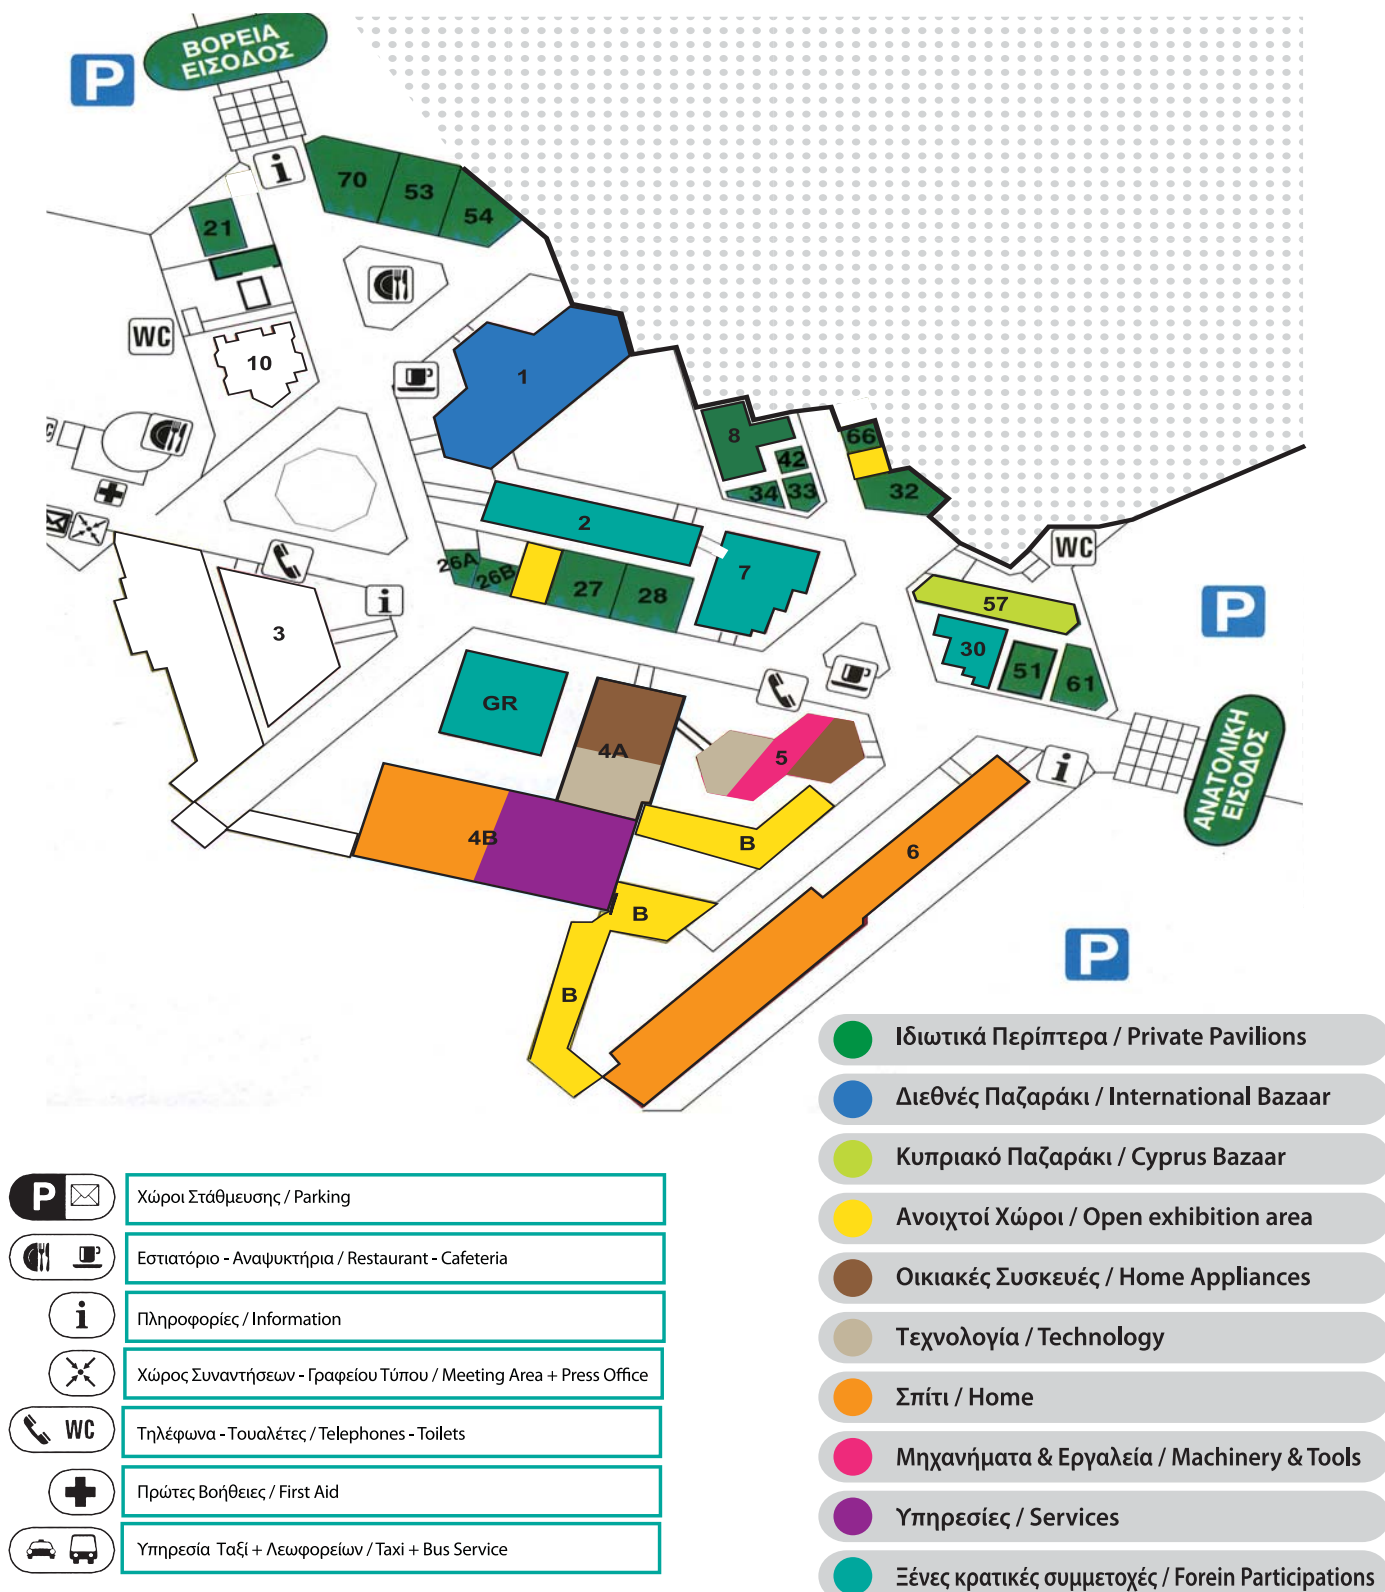 ΒΟΡΕΙΑ
ΕΙΣΟΔΟΣ
P
i
70
53
54
21
WC
10
1
8
66
42
34
33
32
2
WC
26A
26B
27
28
7
i
3
57
P
30
51
61
GR
4A
5
ΑΝΑΤΟΛΙΚΗ
ΕΙΣΟΔΟΣ
i
4B
B
6
B
P
B
Ιδιωτικά Περίπτερα / Private Pavilions
Διεθνές Παζαράκι / International Bazaar
Κυπριακό Παζαράκι / Cyprus Bazaar
Ανοιχτοί Χώροι / Open exhibition area
Οικιακές Συσκευές / Home Appliances
Τεχνολογία / Technology
Σπίτι / Home
Μηχανήματα & Εργαλεία / Machinery & Tools
Υπηρεσίες / Services
Ξένες κρατικές συμμετοχές / Forein Participations
P Χώροι Στάθμευσης / Parking
Εστιατόριο - Αναψυκτήρια / Restaurant - Cafeteria
i Πληροφορίες / Information
Χώρος Συναντήσεων - Γραφείου Τύπου / Meeting Area + Press Office
WC Τηλέφωνα - Τουαλέτες / Telephones - Toilets
Πρώτες Βοήθειες / First Aid
Υπηρεσία Ταξί + Λεωφορείων / Taxi + Bus Service